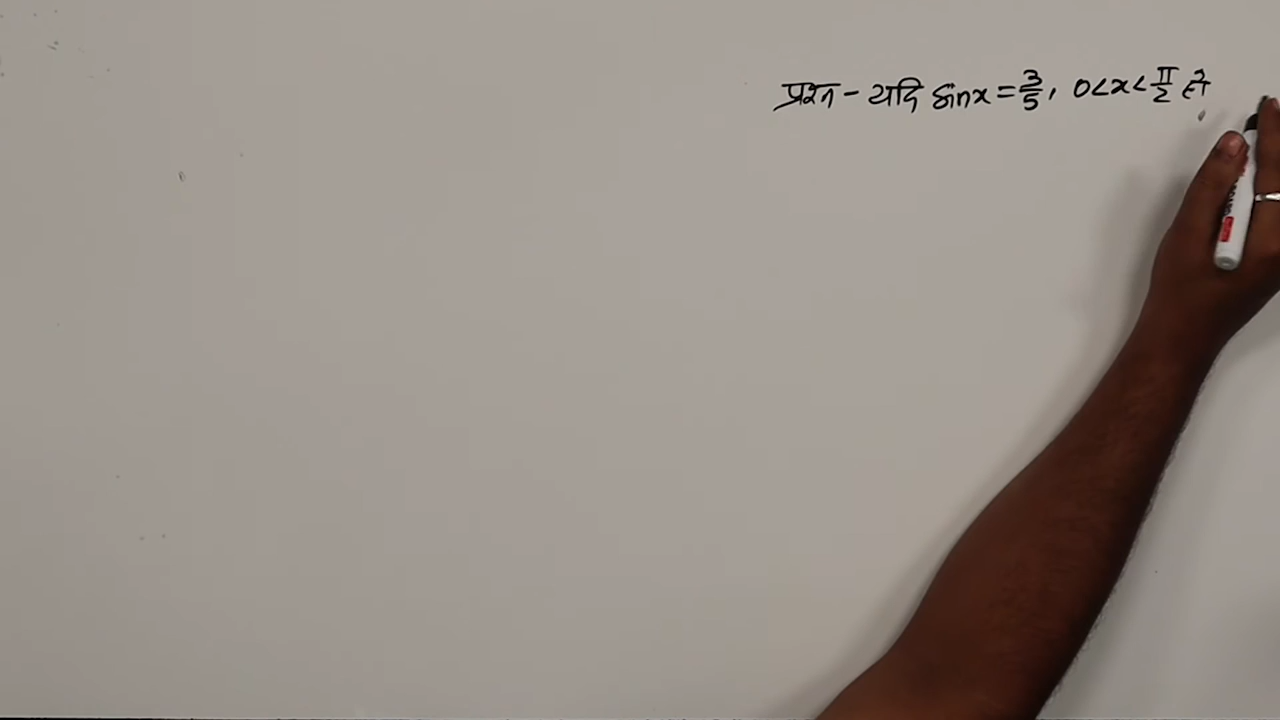 प्रश्न - यदि sinx = 3/5, 0<x<π/2 है